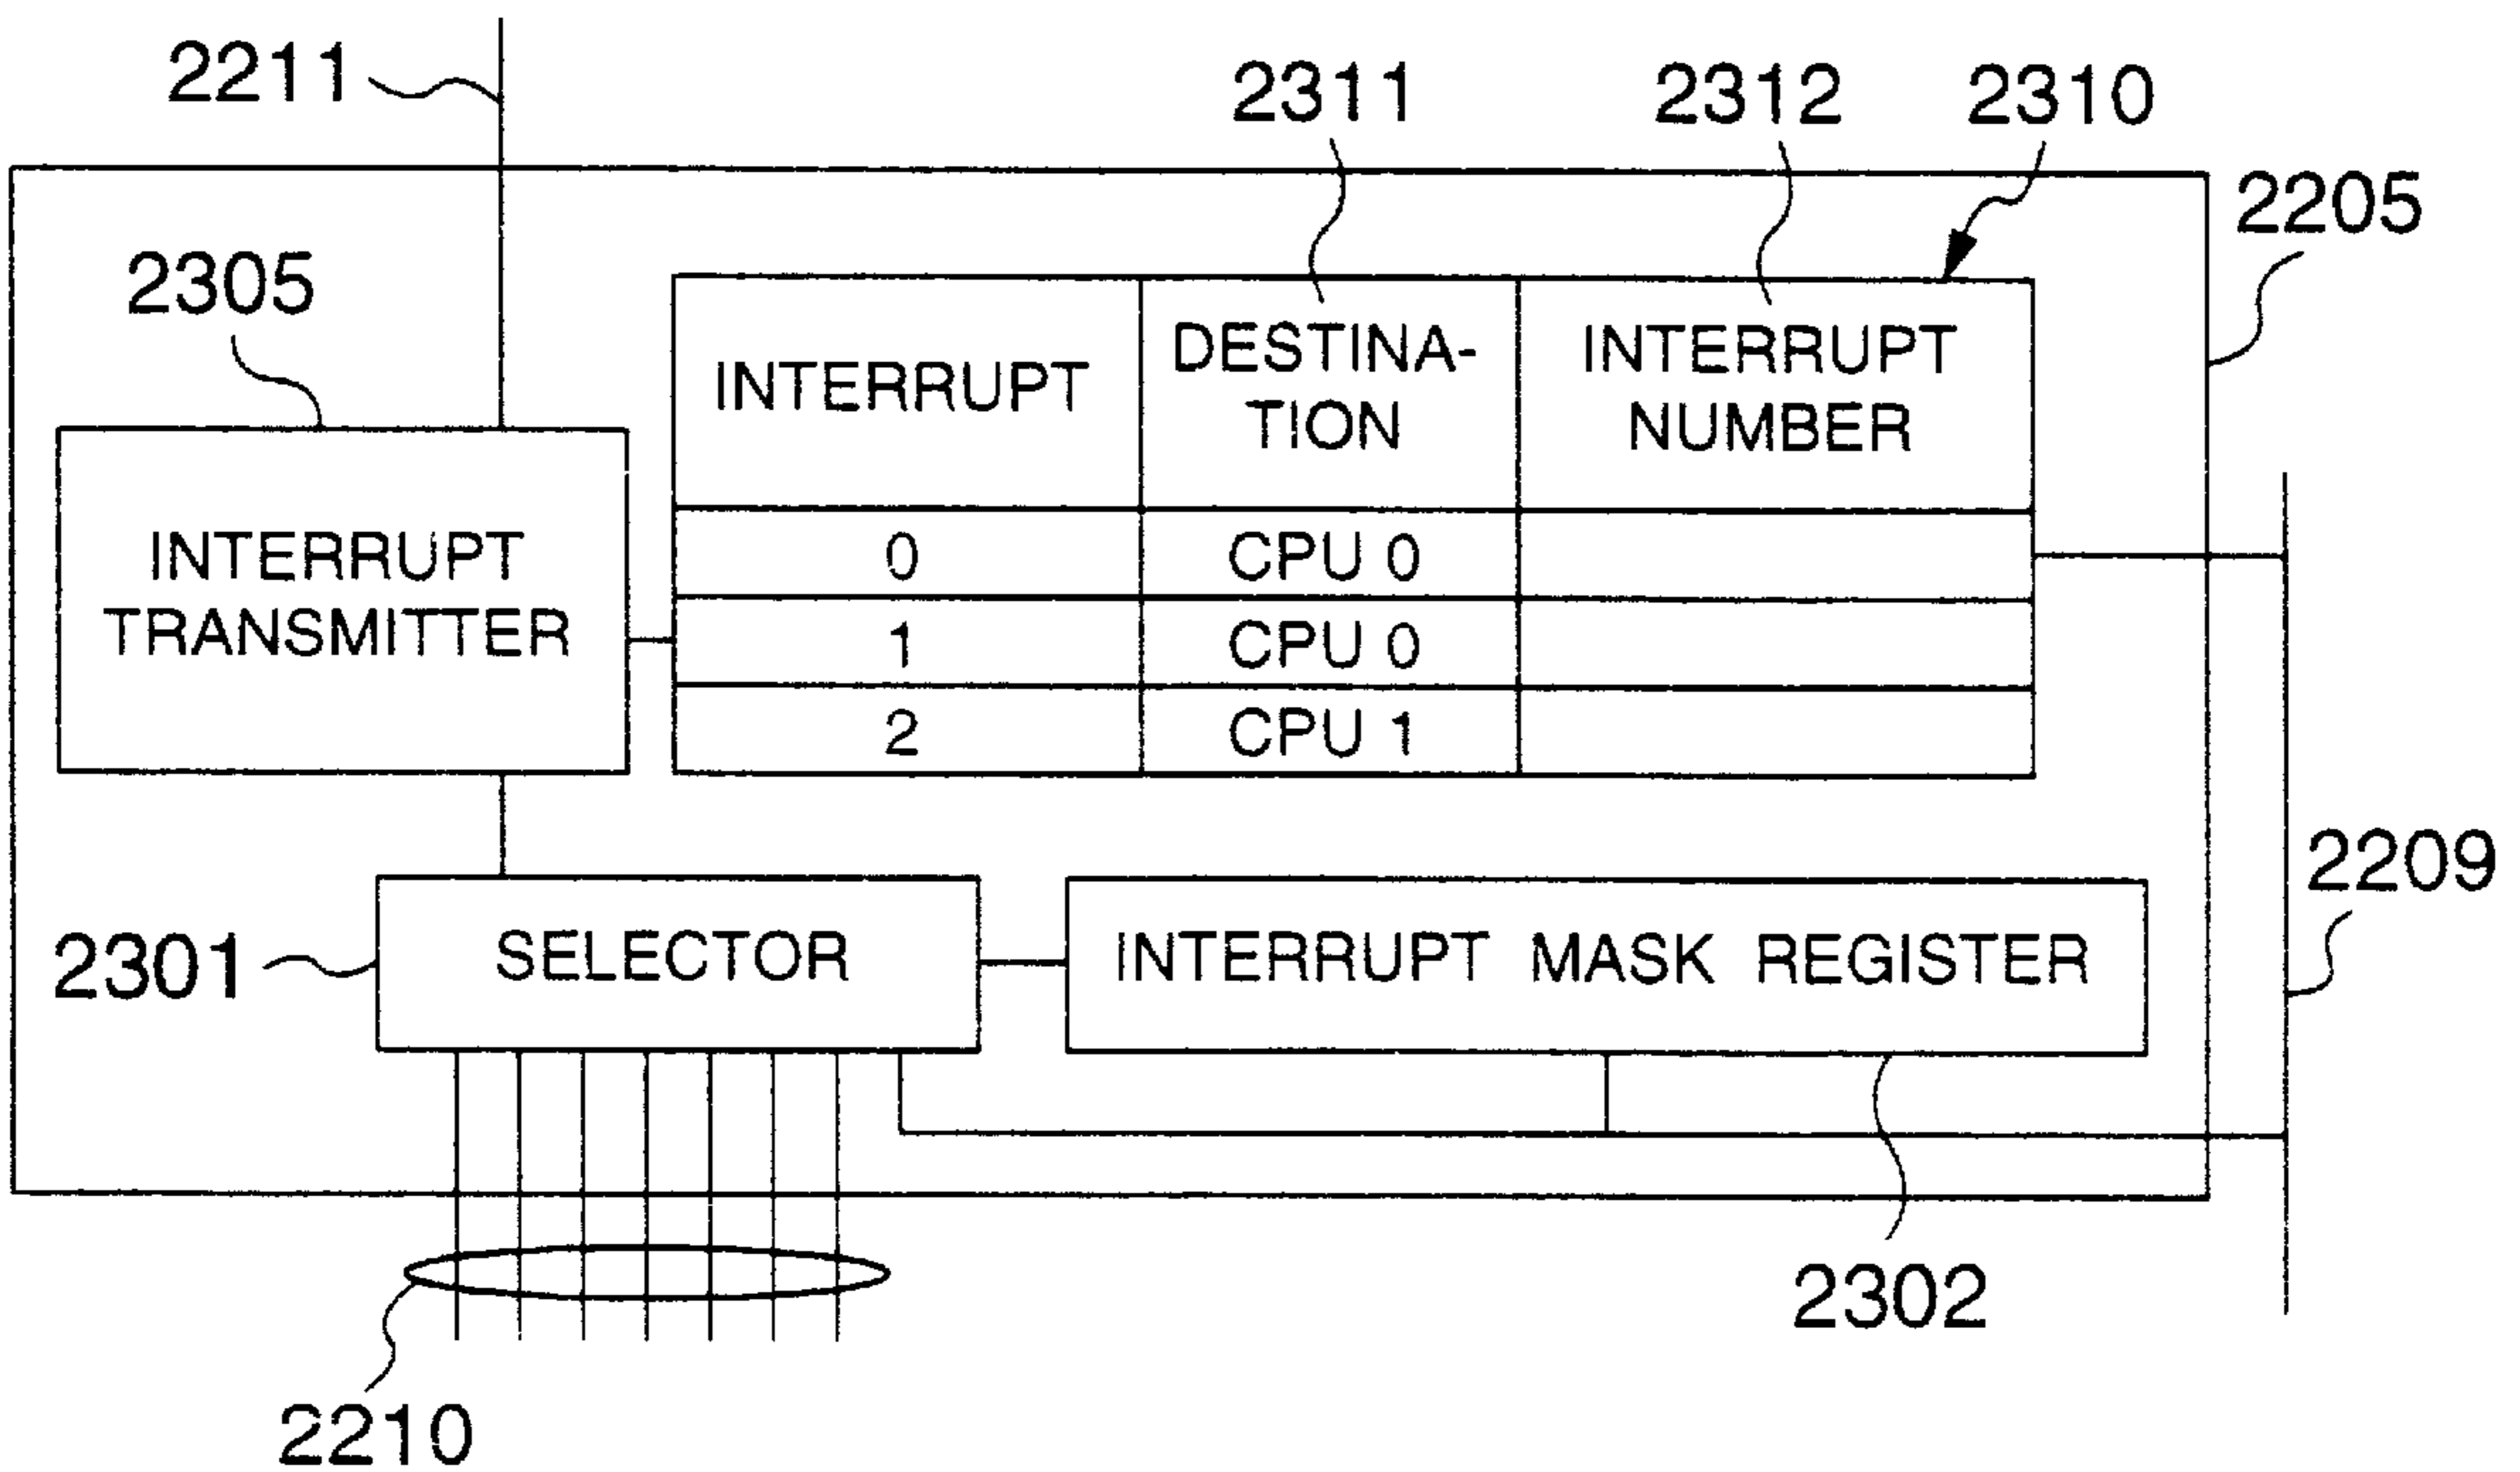 2211
2311
2312
2310
2205
2305
INTERRUPT
DESTINA-
TION
INTERRUPT
NUMBER
INTERRUPT
TRANSMITTER
0
CPU 0
1
CPU 0
2
CPU 1
2209
2301
SELECTOR
INTERRUPT MASK REGISTER
2302
2210